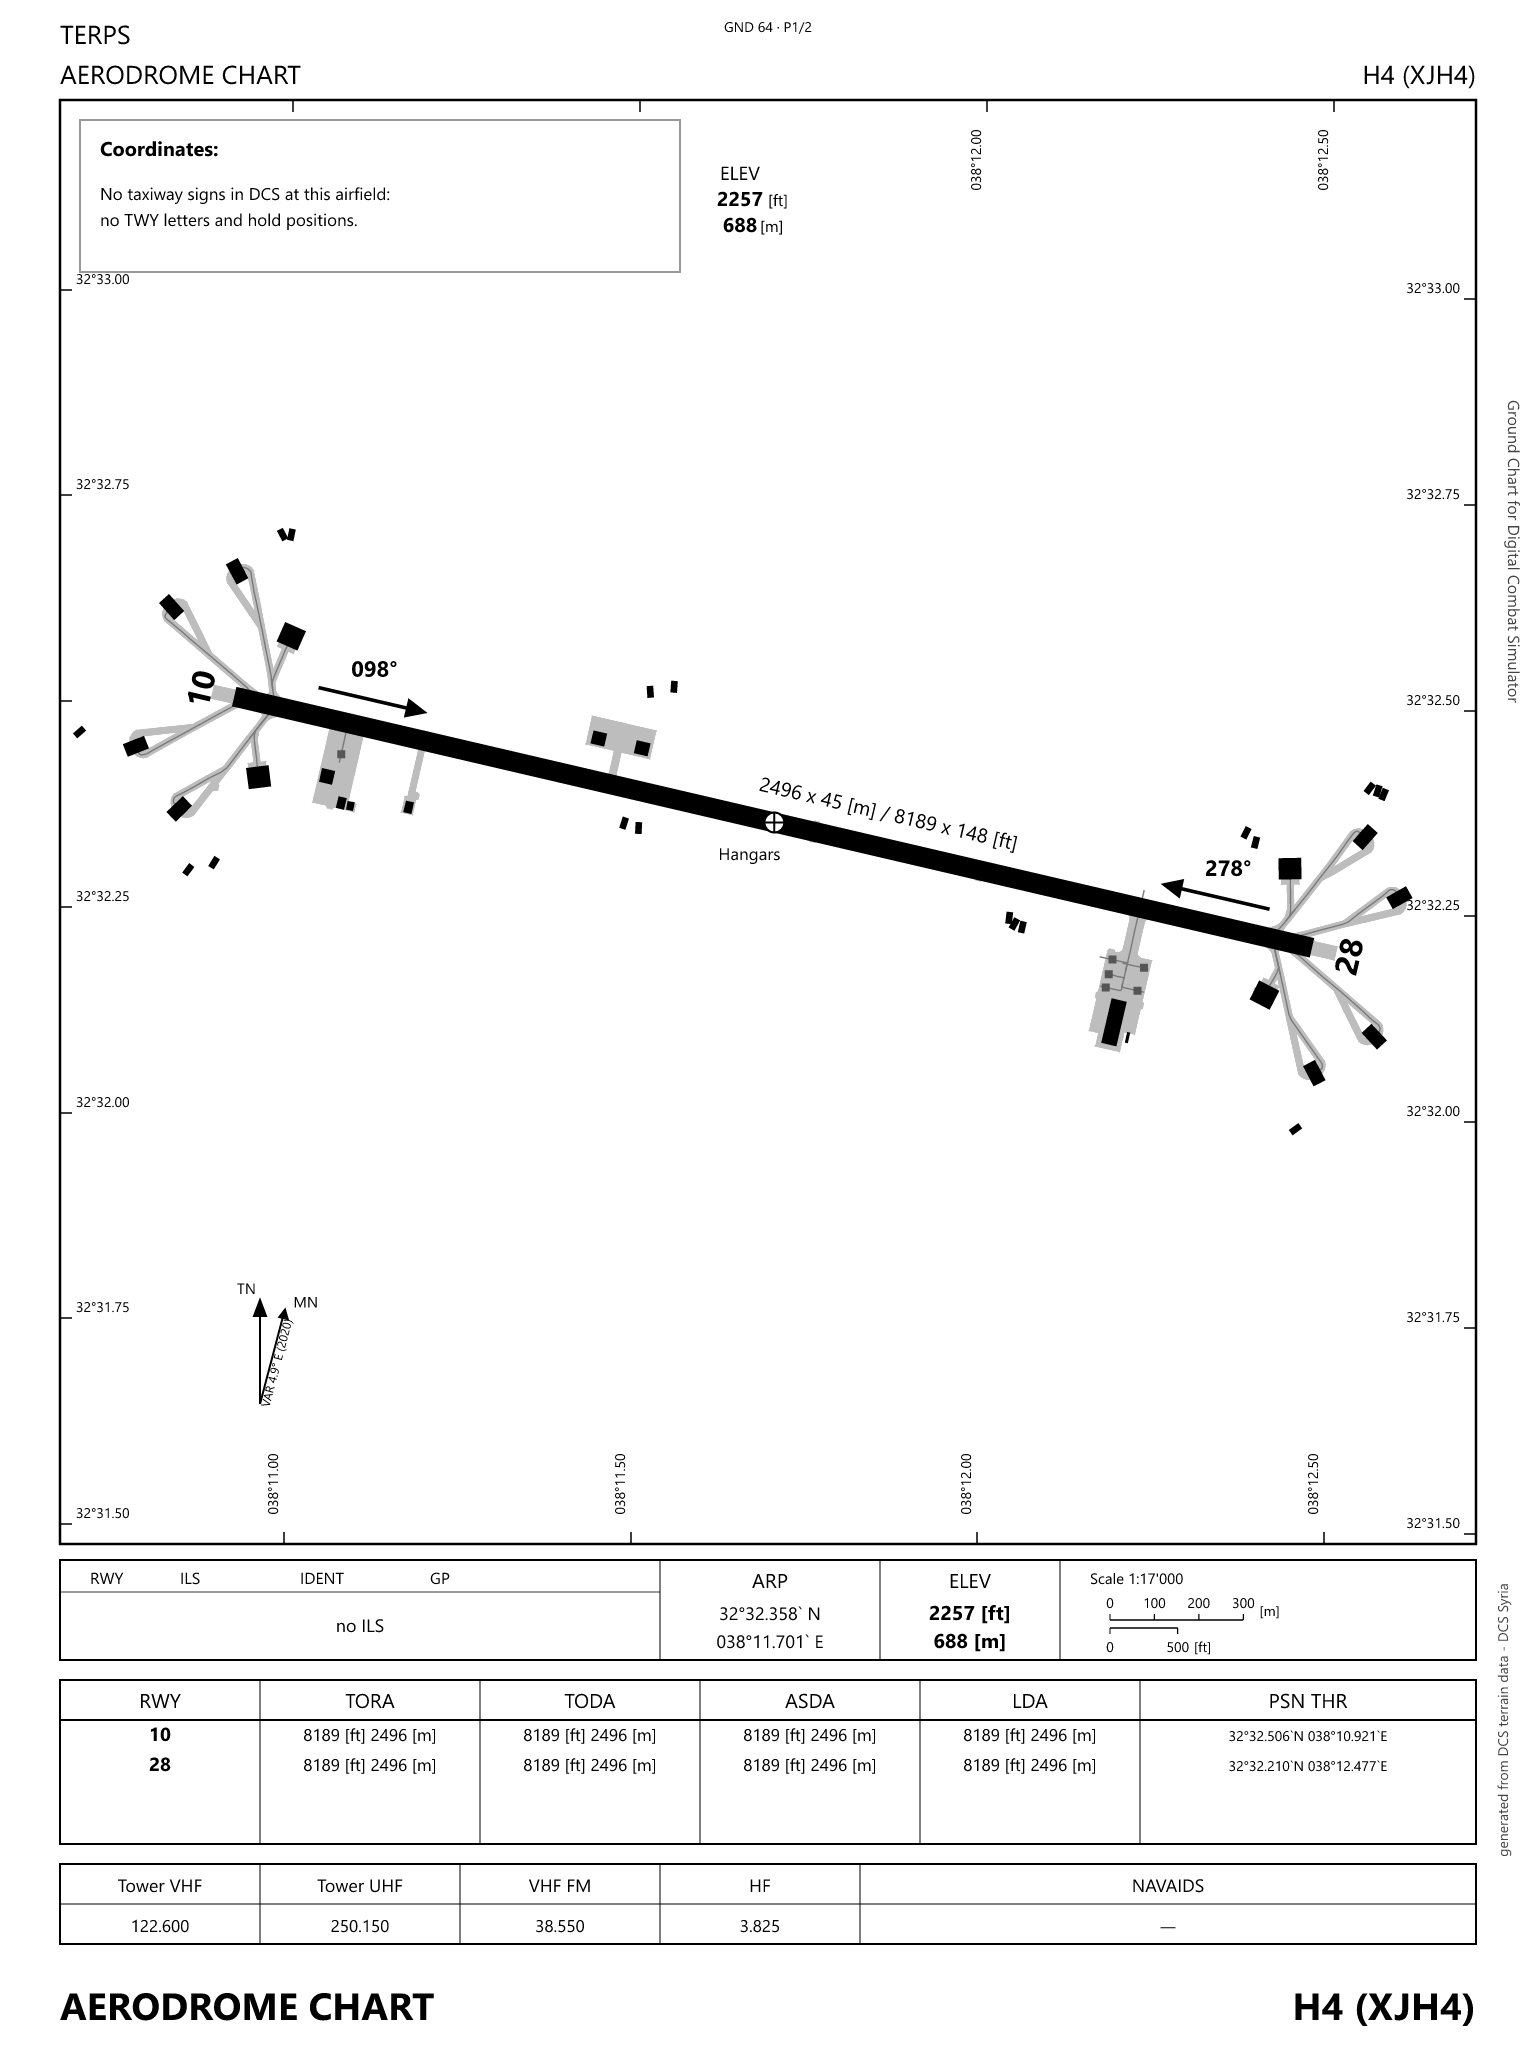 GND 64 · P1/2
TERPS
AERODROME CHART
H4 (XJH4)
Coordinates:
No taxiway signs in DCS at this airfield:
no TWY letters and hold positions.
ELEV
2257 [ft]
688 [m]
038°12.00
038°12.50
32°33.00
32°33.00
32°32.75
32°32.75
32°32.50
10
098°
2496 x 45 [m] / 8189 x 148 [ft]
Hangars
278°
28
32°32.25
32°32.25
32°32.00
32°32.00
TN
MN
VAR 4.9° E (2020)
32°31.75
32°31.75
038°11.00
038°11.50
038°12.00
038°12.50
32°31.50
32°31.50
Ground Chart for Digital Combat Simulator
RWY ILS IDENT GP
no ILS
ARP
32°32.358` N
038°11.701` E
ELEV
2257 [ft]
688 [m]
Scale 1:17'000
0 100 200 300 [m]
0 500 [ft]
RWY TORA TODA ASDA LDA PSN THR
10 8189 [ft] 2496 [m] 8189 [ft] 2496 [m] 8189 [ft] 2496 [m] 8189 [ft] 2496 [m] 32°32.506`N 038°10.921`E
28 8189 [ft] 2496 [m] 8189 [ft] 2496 [m] 8189 [ft] 2496 [m] 8189 [ft] 2496 [m] 32°32.210`N 038°12.477`E
generated from DCS terrain data - DCS Syria
Tower VHF Tower UHF VHF FM HF NAVAIDS
122.600 250.150 38.550 3.825 —
AERODROME CHART
H4 (XJH4)